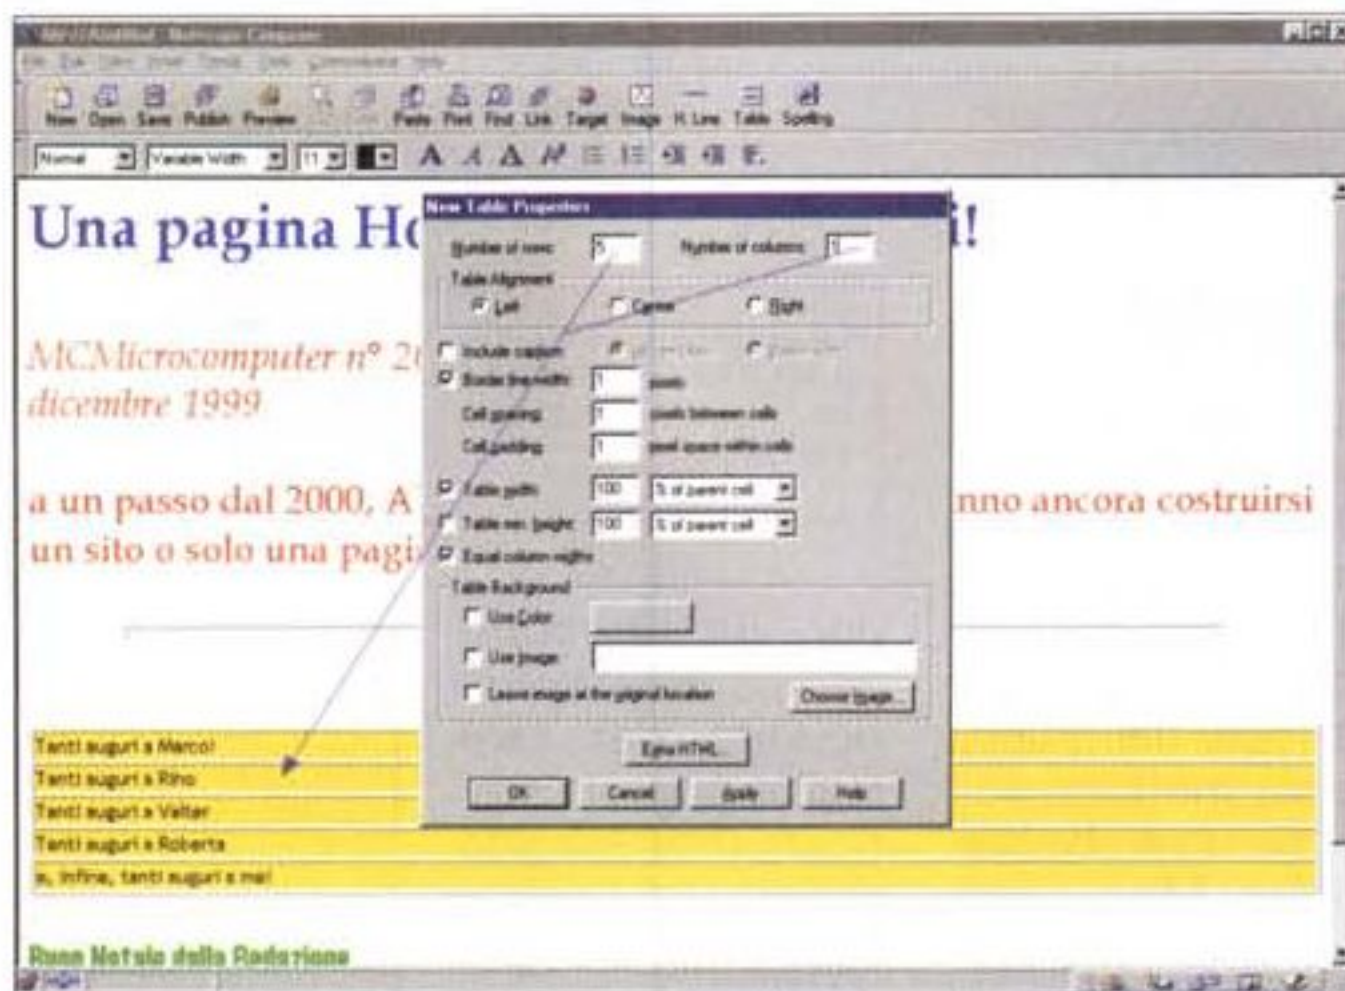 Netscape Composer
New Open Save Publish Preview Paste Print Find Link Target Image H. Line Table Spelling
Normal Variable Width 11
Una pagina Ho
i!
MCMicrocomputer n° 2
dicembre 1999
a un passo dal 2000, A
nno ancora costruirsi
un sito o solo una pagi
Tanti auguri a Marco!
Tanti auguri a Rino
Tanti auguri a Valter
Tanti auguri a Roberta
e, infine, tanti auguri a me!
Buon Natale dalla Redazione
New Table Properties
Number of rows: 5 Number of columns: 1
Table Alignment
Left Center Right
Include caption:
Border line width: 1 pixels
Cell spacing: 1 pixels between cells
Cell padding: 1 pixel space within cells
Table width: 100 % of parent cell
Table min. height: 100 % of parent cell
Equal column widths
Table Background
Use Color:
Use Image:
Leave image at the original location Choose Image...
Extra HTML...
OK Cancel Apply Help